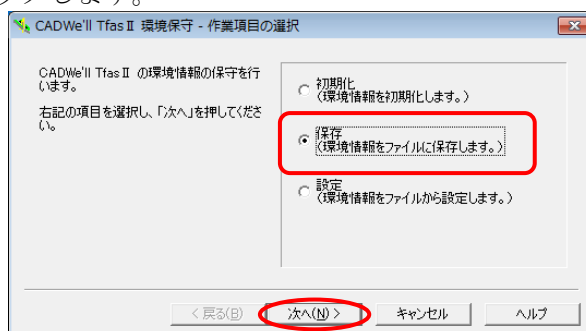 クします。
CADWe'll TfasⅡ 環境保守 - 作業項目の選択
CADWe'll TfasⅡ の環境情報の保守を行
います。
右記の項目を選択し、「次へ」を押してくださ
い。
初期化
（環境情報を初期化します。）
保存
（環境情報をファイルに保存します。）
設定
（環境情報をファイルから設定します。）
< 戻る(B)
次へ(N) >
キャンセル
ヘルプ